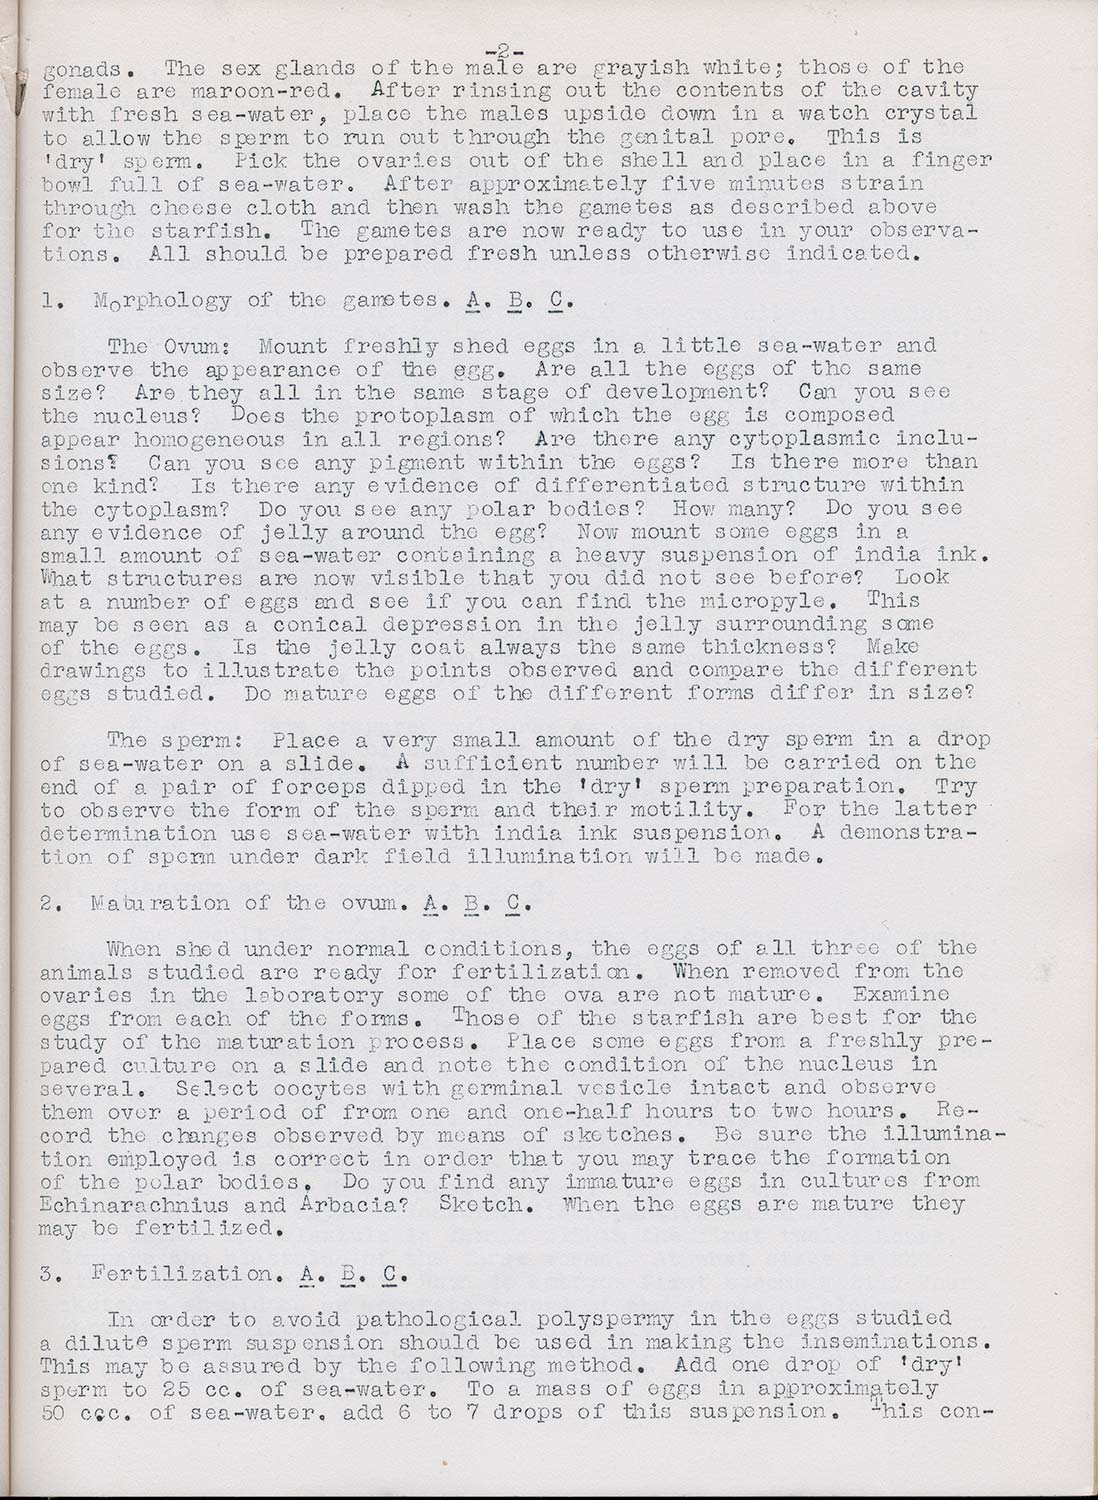 -2-
gonads. The sex glands of the male are grayish white; those of the
female are maroon-red. After rinsing out the contents of the cavity
with fresh sea-water, place the males upside down in a watch crystal
to allow the sperm to run out through the genital pore. This is
'dry' sperm. Pick the ovaries out of the shell and place in a finger
bowl full of sea-water. After approximately five minutes strain
through cheese cloth and then wash the gametes as described above
for the starfish. The gametes are now ready to use in your observa-
tions. All should be prepared fresh unless otherwise indicated.
1. Morphology of the gametes. A. B. C.
The Ovum: Mount freshly shed eggs in a little sea-water and
observe the appearance of the egg. Are all the eggs of the same
size? Are they all in the same stage of development? Can you see
the nucleus? Does the protoplasm of which the egg is composed
appear homogeneous in all regions? Are there any cytoplasmic inclu-
sions? Can you see any pigment within the eggs? Is there more than
one kind? Is there any evidence of differentiated structure within
the cytoplasm? Do you see any polar bodies? How many? Do you see
any evidence of jelly around the egg? Now mount some eggs in a
small amount of sea-water containing a heavy suspension of india ink.
What structures are now visible that you did not see before? Look
at a number of eggs and see if you can find the micropyle. This
may be seen as a conical depression in the jelly surrounding some
of the eggs. Is the jelly coat always the same thickness? Make
drawings to illustrate the points observed and compare the different
eggs studied. Do mature eggs of the different forms differ in size?
The sperm: Place a very small amount of the dry sperm in a drop
of sea-water on a slide. A sufficient number will be carried on the
end of a pair of forceps dipped in the 'dry' sperm preparation. Try
to observe the form of the sperm and their motility. For the latter
determination use sea-water with india ink suspension. A demonstra-
tion of sperm under dark field illumination will be made.
2. Maturation of the ovum. A. B. C.
When shed under normal conditions, the eggs of all three of the
animals studied are ready for fertilization. When removed from the
ovaries in the laboratory some of the ova are not mature. Examine
eggs from each of the forms. Those of the starfish are best for the
study of the maturation process. Place some eggs from a freshly pre-
pared culture on a slide and note the condition of the nucleus in
several. Select oocytes with germinal vesicle intact and observe
them over a period of from one and one-half hours to two hours. Re-
cord the changes observed by means of sketches. Be sure the illumina-
tion employed is correct in order that you may trace the formation
of the polar bodies. Do you find any immature eggs in cultures from
Echinarachnius and Arbacia? Sketch. When the eggs are mature they
may be fertilized.
3. Fertilization. A. B. C.
In order to avoid pathological polyspermy in the eggs studied
a dilute sperm suspension should be used in making the inseminations.
This may be assured by the following method. Add one drop of 'dry'
sperm to 25 cc. of sea-water. To a mass of eggs in approximately
50 ccc. of sea-water. add 6 to 7 drops of this suspension. This con-